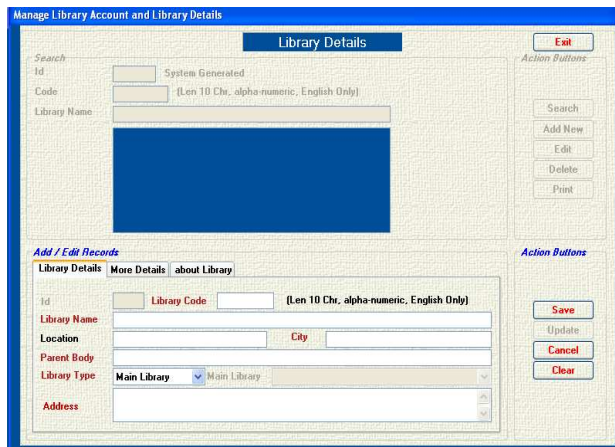 Manage Library Account and Library Details
Library Details
Exit
Search
Action Buttons
Id System Generated
Code (Len 10 Chr, alpha-numeric, English Only)
Library Name
Search
Add New
Edit
Delete
Print
Add / Edit Records
Action Buttons
Library Details More Details about Library
Id Library Code (Len 10 Chr, alpha-numeric, English Only)
Library Name
Location City
Parent Body
Library Type Main Library Main Library
Address
Save
Update
Cancel
Clear